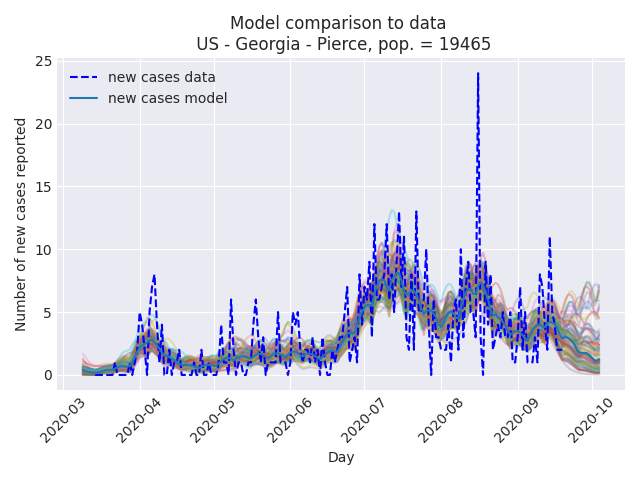 Model comparison to data
US - Georgia - Pierce, pop. = 19465
25
20
15
10
5
0
Number of new cases reported
new cases data
new cases model
2020-03
2020-04
2020-05
2020-06
2020-07
2020-08
2020-09
2020-10
Day